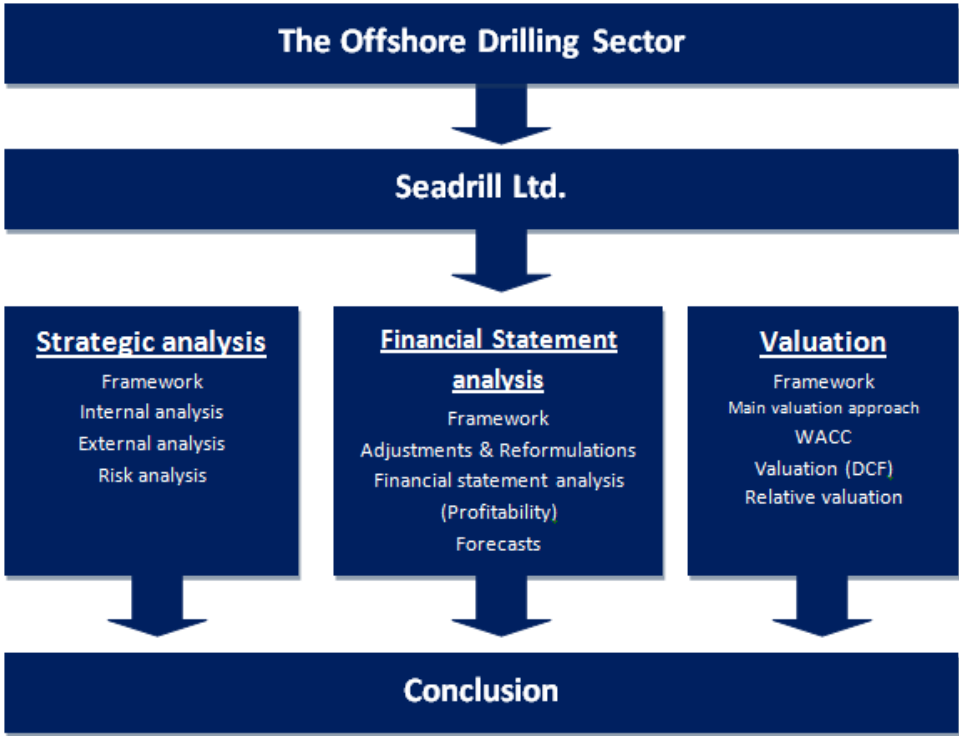 The Offshore Drilling Sector
Seadrill Ltd.
Strategic analysis
Framework
Internal analysis
External analysis
Risk analysis
Financial Statement
analysis
Framework
Adjustments & Reformulations
Financial statement analysis
(Profitability)
Forecasts
Valuation
Framework
Main valuation approach
WACC
Valuation (DCF)
Relative valuation
Conclusion